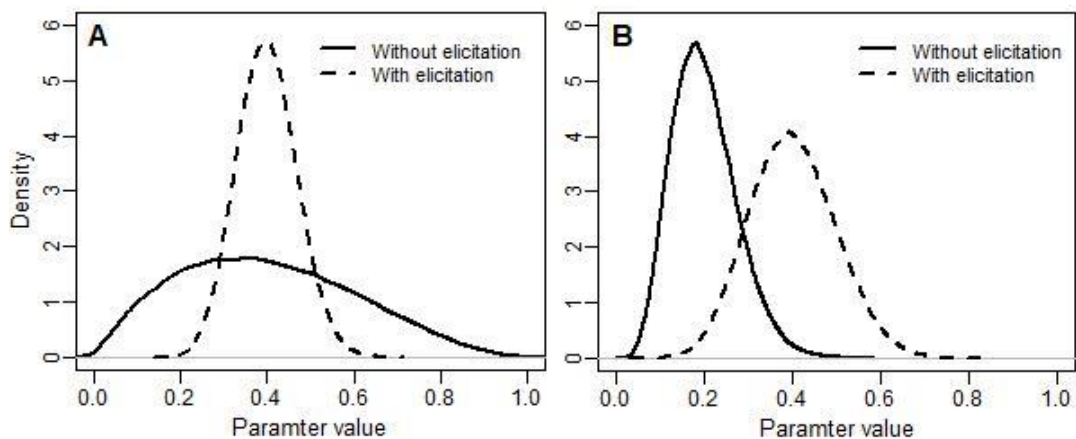 A
Without elicitation
With elicitation
B
Without elicitation
With elicitation
Density
6
5
4
3
2
1
0
6
5
4
3
2
1
0
0.0 0.2 0.4 0.6 0.8 1.0
0.0 0.2 0.4 0.6 0.8 1.0
Paramter value
Paramter value